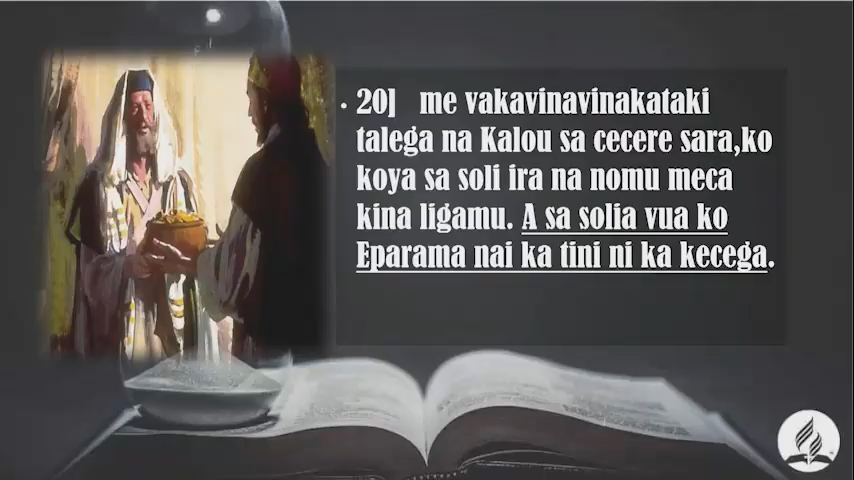 • 20] me vakavinavinakataki
talega na Kalou sa cecere sara,ko
koya sa soli ira na nomu meca
kina ligamu. A sa solia vua ko
Eparama nai ka tini ni ka kecega.